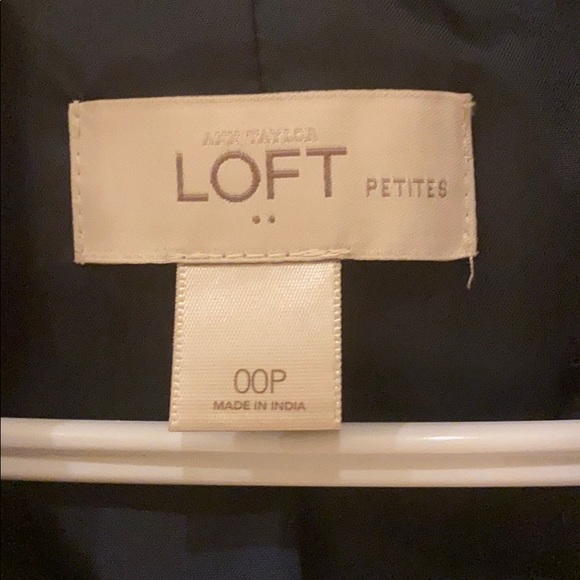 ANN TAYLOR
LOFT PETITES
00P
MADE IN INDIA